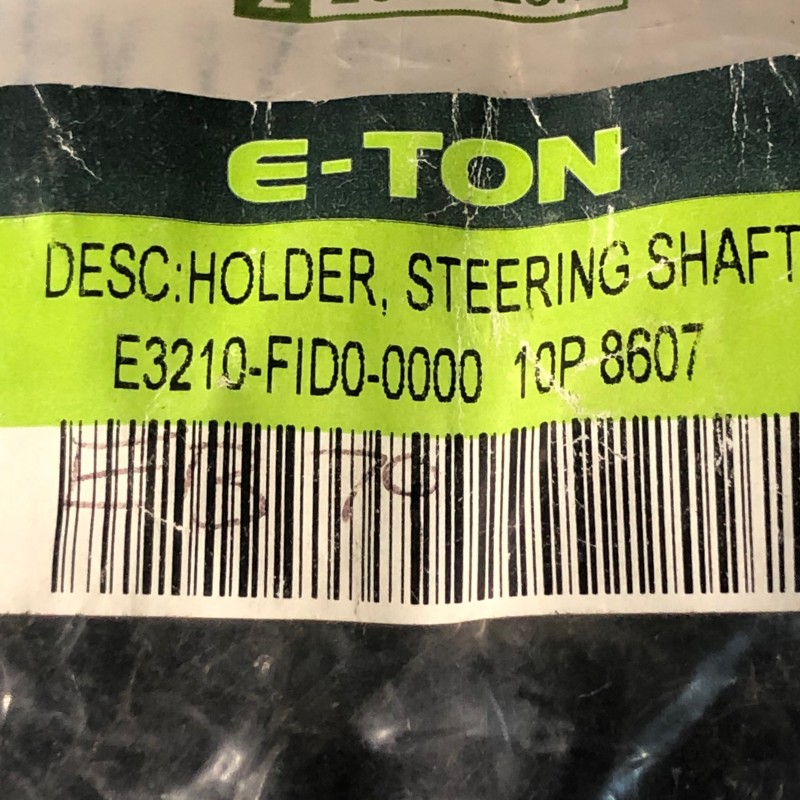 E-TON
DESC:HOLDER, STEERING SHAFT
E3210-FID0-0000 10P 8607